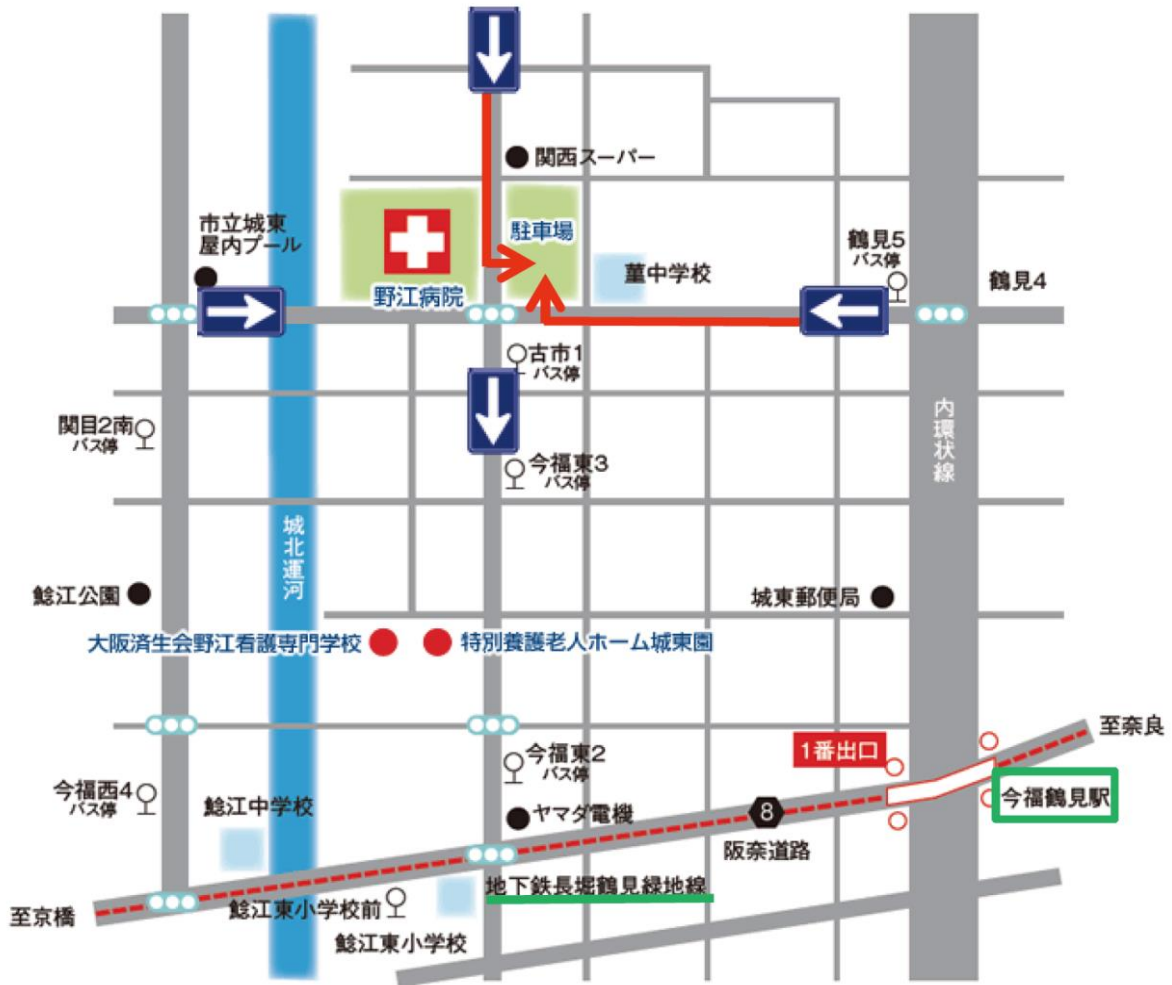 関西スーパー
市立城東
屋内プール
駐車場
野江病院
菫中学校
鶴見5
バス停
鶴見4
古市1
バス停
関目2南
バス停
今福東3
バス停
内環状線
城北運河
鯰江公園
城東郵便局
大阪済生会野江看護専門学校
特別養護老人ホーム城東園
至奈良
1番出口
今福東2
バス停
今福西4
バス停
鯰江中学校
ヤマダ電機
8
今福鶴見駅
阪奈道路
地下鉄長堀鶴見緑地線
至京橋
鯰江東小学校前
鯰江東小学校